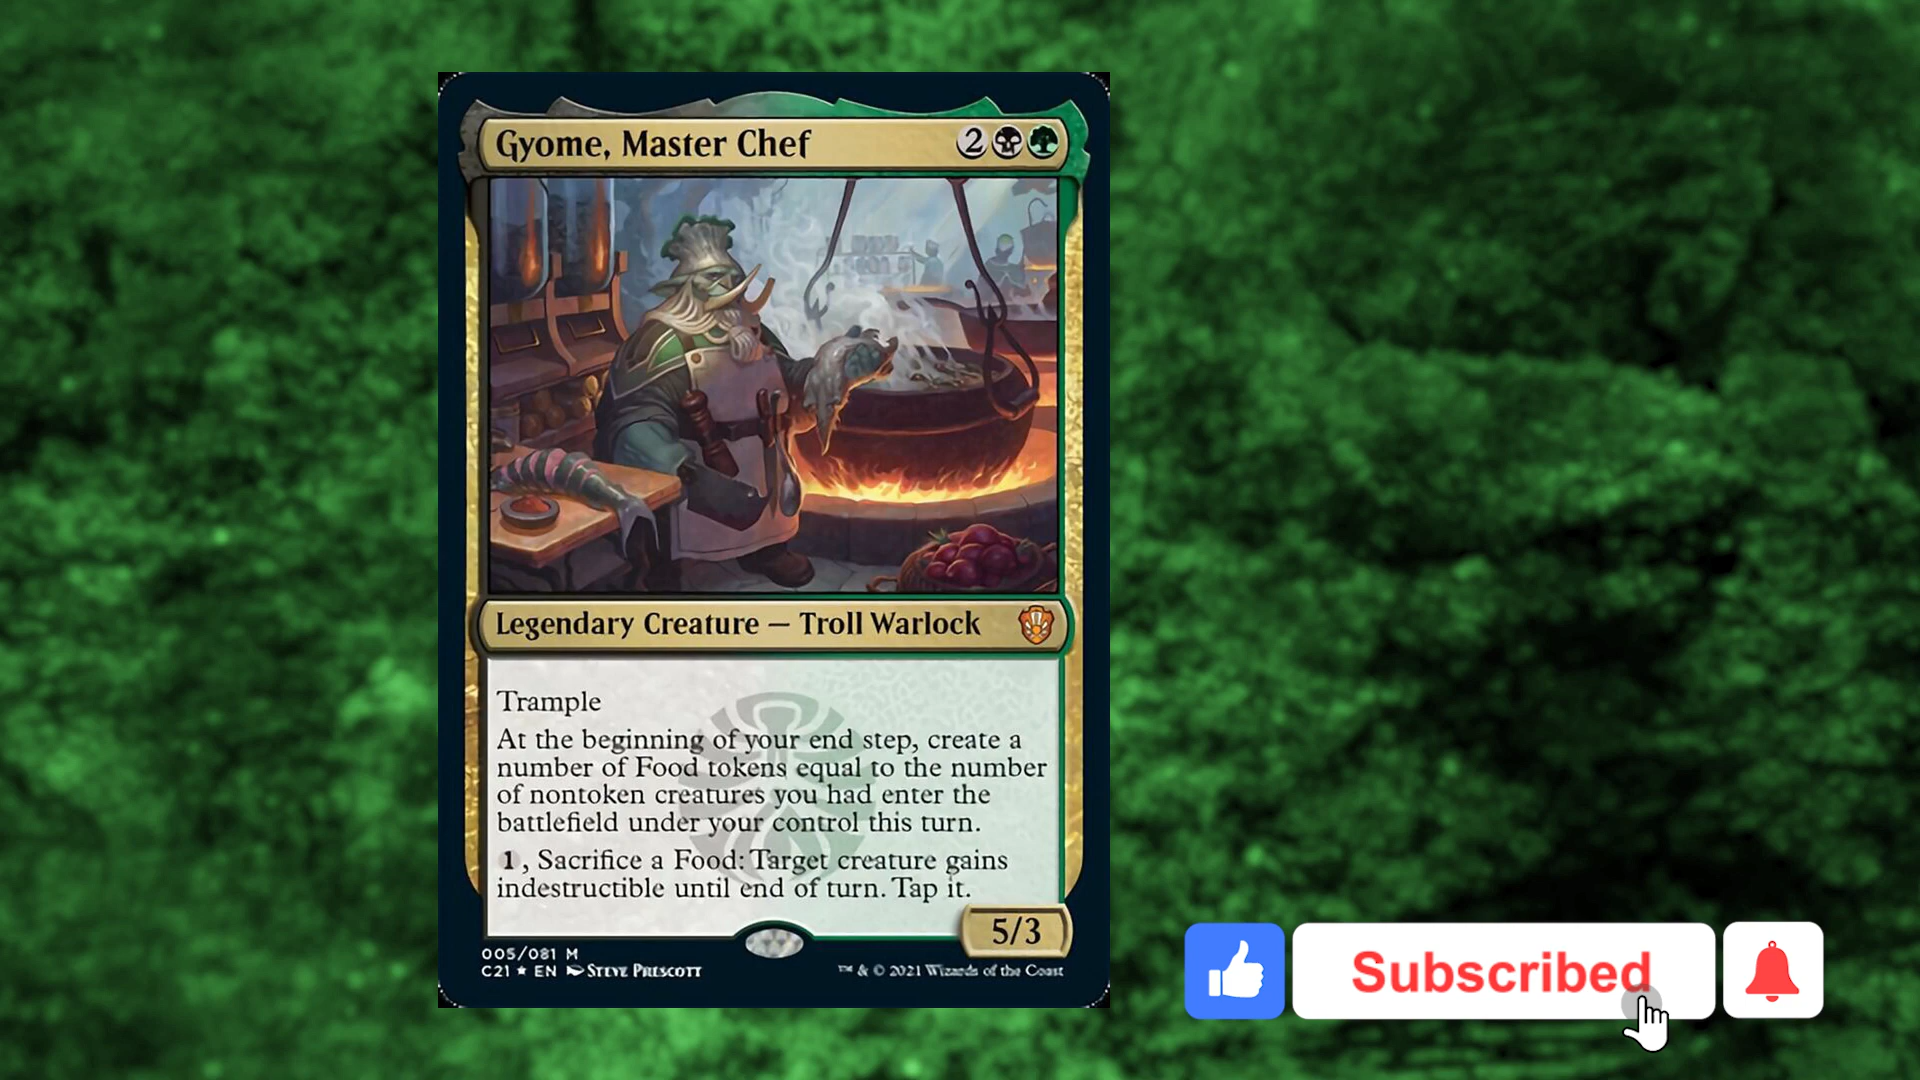 Gyome, Master Chef 2
Legendary Creature — Troll Warlock
Trample
At the beginning of your end step, create a
number of Food tokens equal to the number
of nontoken creatures you had enter the
battlefield under your control this turn.
1, Sacrifice a Food: Target creature gains
indestructible until end of turn. Tap it.
5/3
005/081 M
C21 ★ EN Steve Prescott
™ & © 2021 Wizards of the Coast
Subscribed